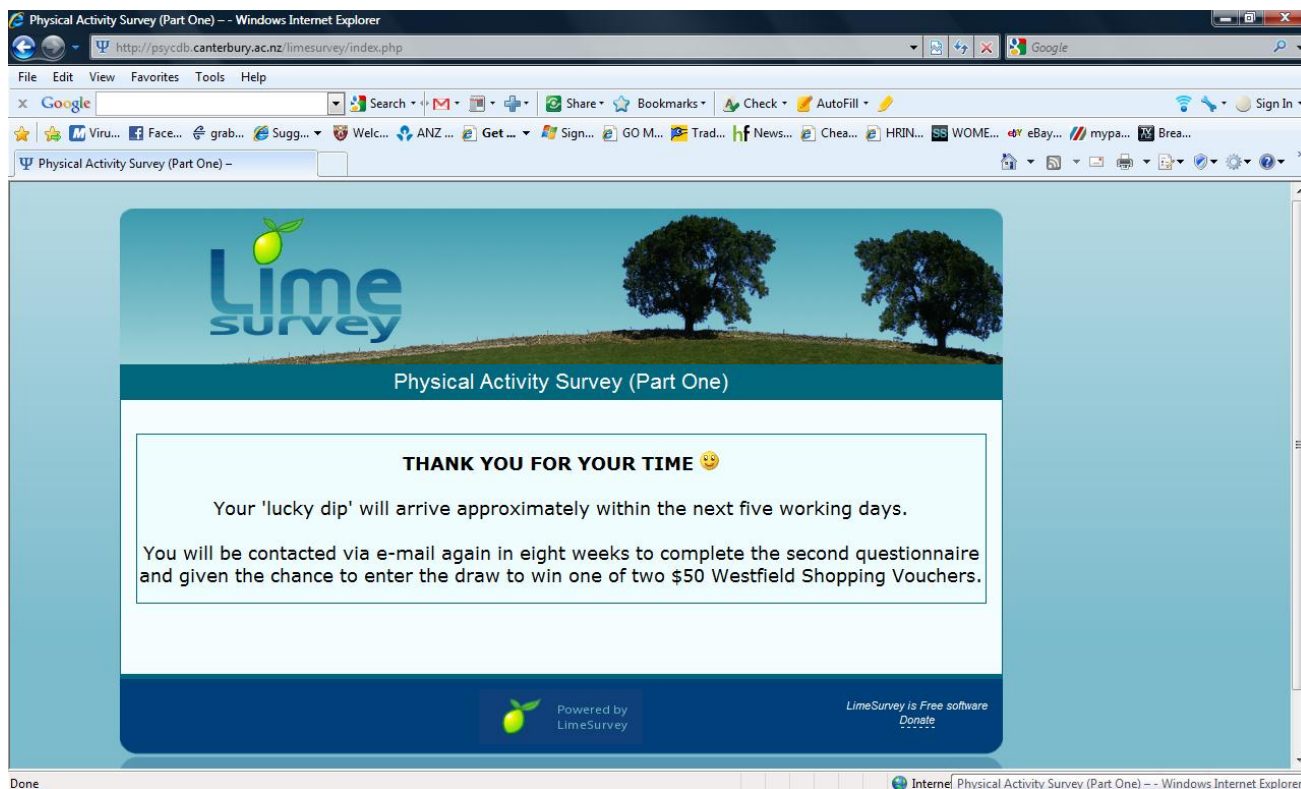 Physical Activity Survey (Part One) – - Windows Internet Explorer
http://psycdb.canterbury.ac.nz/limesurvey/index.php Google
File Edit View Favorites Tools Help
x Google Search Share Bookmarks Check AutoFill Sign In
Viru... Face... grab... Sugg... Welc... ANZ ... Get ... Sign... GO M... Trad... hf News... Chea... HRIN... SS WOME... eBay... mypa... Brea...
Ψ Physical Activity Survey (Part One) –
Lime
survey
Physical Activity Survey (Part One)
THANK YOU FOR YOUR TIME
Your 'lucky dip' will arrive approximately within the next five working days.
You will be contacted via e-mail again in eight weeks to complete the second questionnaire
and given the chance to enter the draw to win one of two $50 Westfield Shopping Vouchers.
Powered by
LimeSurvey
LimeSurvey is Free software
Donate
Done Interne Physical Activity Survey (Part One) – - Windows Internet Explorer